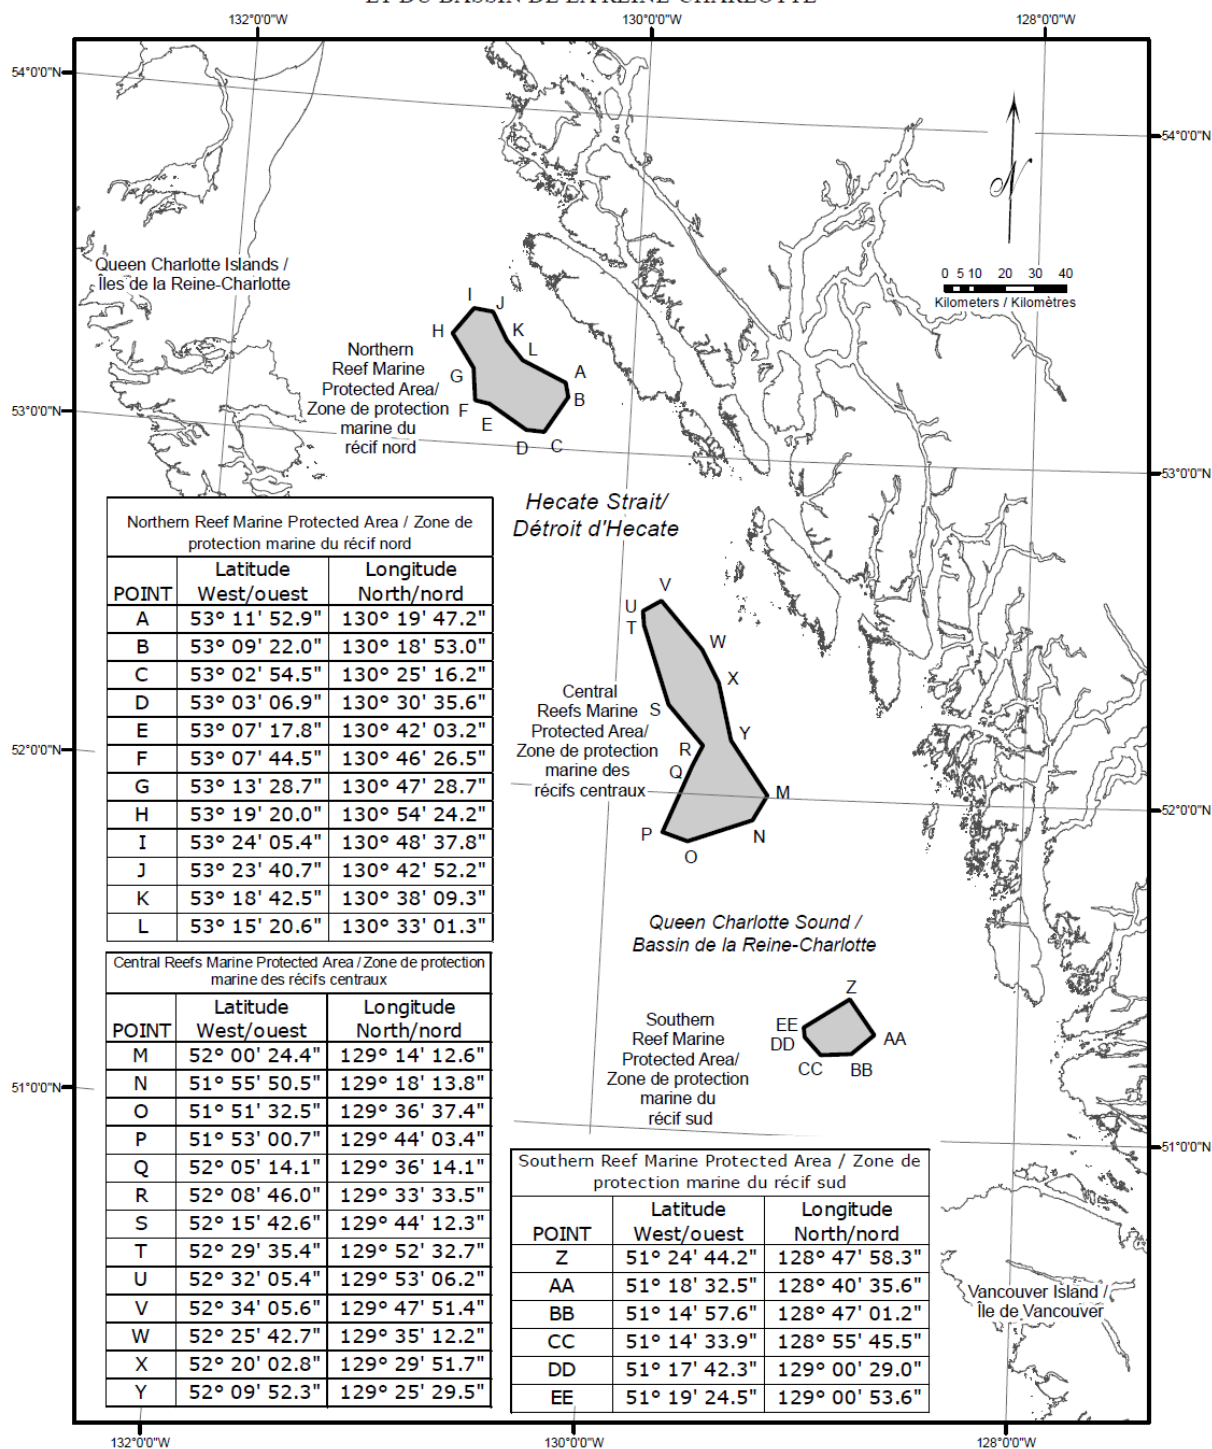 ET DU BASSIN DE LA REINE-CHARLOTTE
132°0'0"W 130°0'0"W 128°0'0"W
54°0'0"N
54°0'0"N
N
0 5 10 20 30 40
Kilometers / Kilomètres
Queen Charlotte Islands /
Îles de la Reine-Charlotte
I
J
H
K
L
G
A
B
F
E
D
C
Northern
Reef Marine
Protected Area/
Zone de protection
marine du
récif nord
53°0'0"N
53°0'0"N
Hecate Strait/
Détroit d'Hecate
Northern Reef Marine Protected Area / Zone de
protection marine du récif nord
POINT Latitude West/ouest Longitude North/nord
A 53° 11' 52.9" 130° 19' 47.2"
B 53° 09' 22.0" 130° 18' 53.0"
C 53° 02' 54.5" 130° 25' 16.2"
D 53° 03' 06.9" 130° 30' 35.6"
E 53° 07' 17.8" 130° 42' 03.2"
F 53° 07' 44.5" 130° 46' 26.5"
G 53° 13' 28.7" 130° 47' 28.7"
H 53° 19' 20.0" 130° 54' 24.2"
I 53° 24' 05.4" 130° 48' 37.8"
J 53° 23' 40.7" 130° 42' 52.2"
K 53° 18' 42.5" 130° 38' 09.3"
L 53° 15' 20.6" 130° 33' 01.3"
V
U
T
W
X
S
Y
R
Q
M
P
N
O
Central
Reefs Marine
Protected Area/
Zone de protection
marine des
récifs centraux
52°0'0"N
52°0'0"N
Queen Charlotte Sound /
Bassin de la Reine-Charlotte
Central Reefs Marine Protected Area / Zone de protection
marine des récifs centraux
POINT Latitude West/ouest Longitude North/nord
M 52° 00' 24.4" 129° 14' 12.6"
N 51° 55' 50.5" 129° 18' 13.8"
O 51° 51' 32.5" 129° 36' 37.4"
P 51° 53' 00.7" 129° 44' 03.4"
Q 52° 05' 14.1" 129° 36' 14.1"
R 52° 08' 46.0" 129° 33' 33.5"
S 52° 15' 42.6" 129° 44' 12.3"
T 52° 29' 35.4" 129° 52' 32.7"
U 52° 32' 05.4" 129° 53' 06.2"
V 52° 34' 05.6" 129° 47' 51.4"
W 52° 25' 42.7" 129° 35' 12.2"
X 52° 20' 02.8" 129° 29' 51.7"
Y 52° 09' 52.3" 129° 25' 29.5"
Z
EE
DD
AA
CC
BB
Southern
Reef Marine
Protected Area/
Zone de protection
marine du
récif sud
51°0'0"N
51°0'0"N
Southern Reef Marine Protected Area / Zone de
protection marine du récif sud
POINT Latitude West/ouest Longitude North/nord
Z 51° 24' 44.2" 128° 47' 58.3"
AA 51° 18' 32.5" 128° 40' 35.6"
BB 51° 14' 57.6" 128° 47' 01.2"
CC 51° 14' 33.9" 128° 55' 45.5"
DD 51° 17' 42.3" 129° 00' 29.0"
EE 51° 19' 24.5" 129° 00' 53.6"
Vancouver Island /
Île de Vancouver
132°0'0"W 130°0'0"W 128°0'0"W